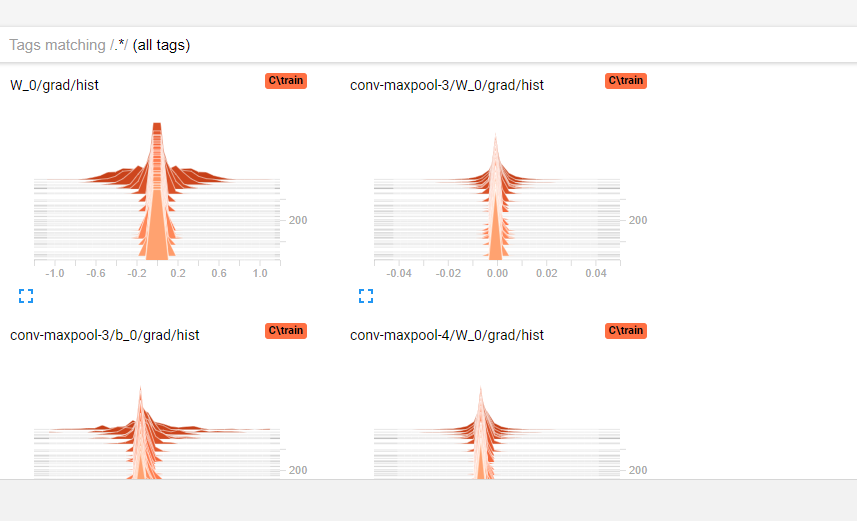 Tags matching /.*/ (all tags)
W_0/grad/hist
C\train
conv-maxpool-3/W_0/grad/hist
C\train
200
200
-1.0 -0.6 -0.2 0.2 0.6 1.0
-0.04 -0.02 0.00 0.02 0.04
conv-maxpool-3/b_0/grad/hist
C\train
conv-maxpool-4/W_0/grad/hist
C\train
200
200